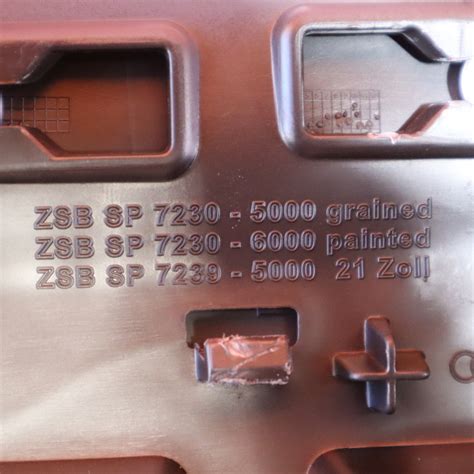 ZSB SP 7230 - 5000 grained
ZSB SP 7230 - 6000 painted
ZSB SP 7239 - 5000 21 Zoll